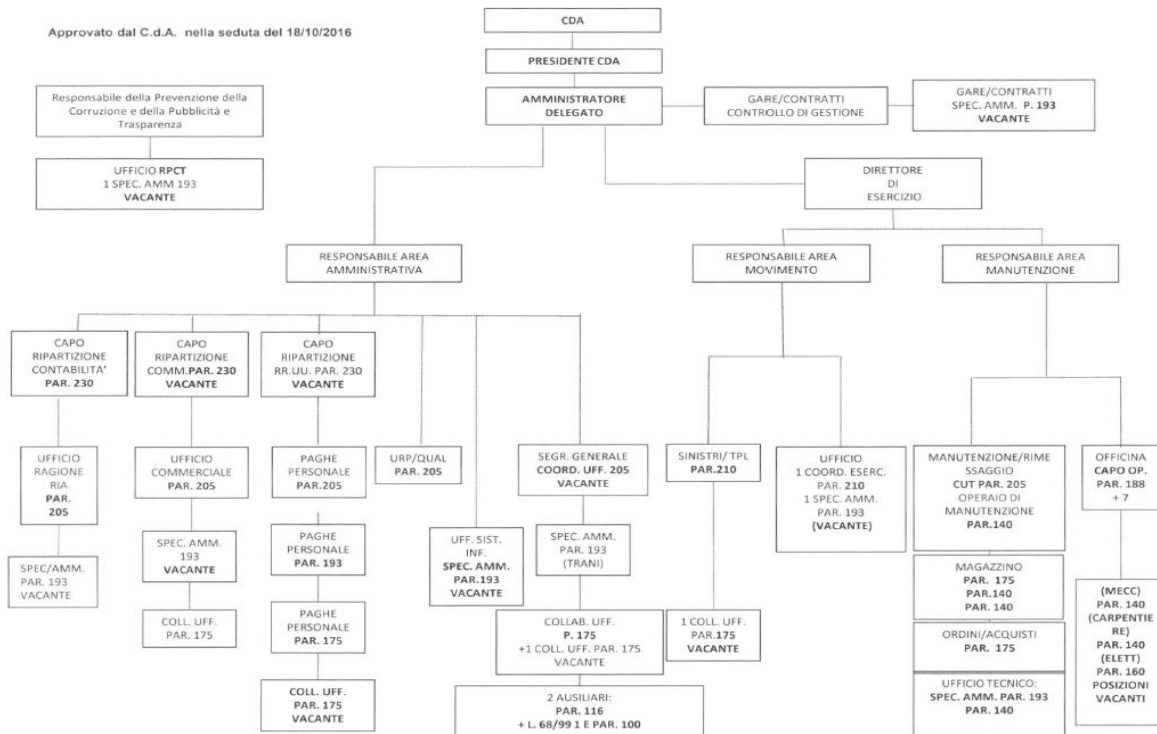 CDA
Approvato dal C.d.A. nella seduta del 18/10/2016
PRESIDENTE CDA
Responsabile della Prevenzione della
Corruzione e della Pubblicità e
Trasparenza
AMMINISTRATORE
DELEGATO
GARE/CONTRATTI
CONTROLLO DI GESTIONE
GARE/CONTRATTI
SPEC. AMM. P. 193
VACANTE
UFFICIO RPCT
1 SPEC. AMM 193
VACANTE
DIRETTORE
DI
ESERCIZIO
RESPONSABILE AREA
AMMINISTRATIVA
RESPONSABILE AREA
MOVIMENTO
RESPONSABILE AREA
MANUTENZIONE
CAPO
RIPARTIZIONE
CONTABILITA'
PAR. 230
CAPO
RIPARTIZIONE
COMM.PAR. 230
VACANTE
CAPO
RIPARTIZIONE
RR.UU. PAR. 230
VACANTE
UFFICIO
RAGIONE
RIA
PAR.
205
UFFICIO
COMMERCIALE
PAR. 205
PAGHE
PERSONALE
PAR.205
URP/QUAL
PAR. 205
SEGR. GENERALE
COORD. UFF. 205
VACANTE
SINISTRI/ TPL
PAR.210
UFFICIO
1 COORD. ESERC.
PAR. 210
1 SPEC. AMM.
PAR. 193
(VACANTE)
MANUTENZIONE/RIME
SSAGGIO
CUT PAR. 205
OPERAIO DI
MANUTENZIONE
PAR.140
OFFICINA
CAPO OP.
PAR. 188
+ 7
SPEC/AMM.
PAR. 193
VACANTE
SPEC. AMM.
193
VACANTE
PAGHE
PERSONALE
PAR. 193
UFF. SIST.
INF.
SPEC. AMM.
PAR.193
VACANTE
SPEC. AMM.
PAR. 193
(TRANI)
MAGAZZINO
PAR. 175
PAR.140
PAR. 140
(MECC)
PAR. 140
(CARPENTIE
RE)
PAR. 140
(ELETT)
PAR. 160
POSIZIONI
VACANTI
COLL. UFF.
PAR. 175
PAGHE
PERSONALE
PAR. 175
COLLAB. UFF.
P. 175
+1 COLL. UFF. PAR. 175
VACANTE
1 COLL. UFF.
PAR.175
VACANTE
ORDINI/ACQUISTI
PAR. 175
COLL. UFF.
PAR. 175
VACANTE
2 AUSILIARI:
PAR. 116
+ L. 68/99 1 E PAR. 100
UFFICIO TECNICO:
SPEC. AMM. PAR. 193
PAR. 140